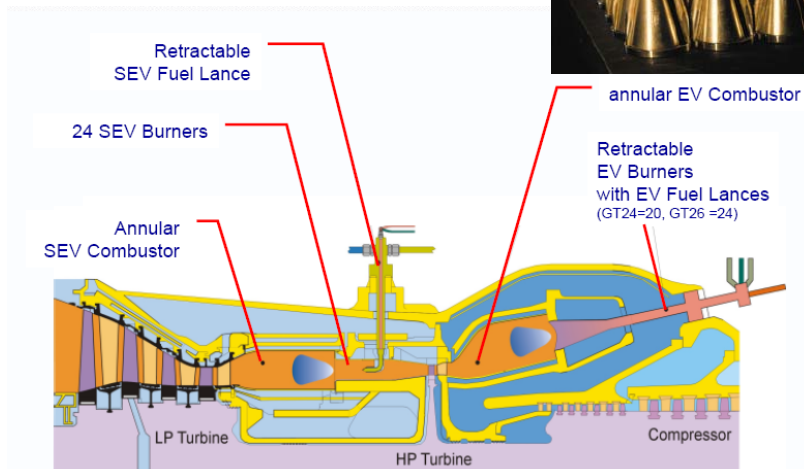 Retractable
SEV Fuel Lance
annular EV Combustor
24 SEV Burners
Retractable
EV Burners
with EV Fuel Lances
(GT24=20, GT26 =24)
Annular
SEV Combustor
LP Turbine
HP Turbine
Compressor